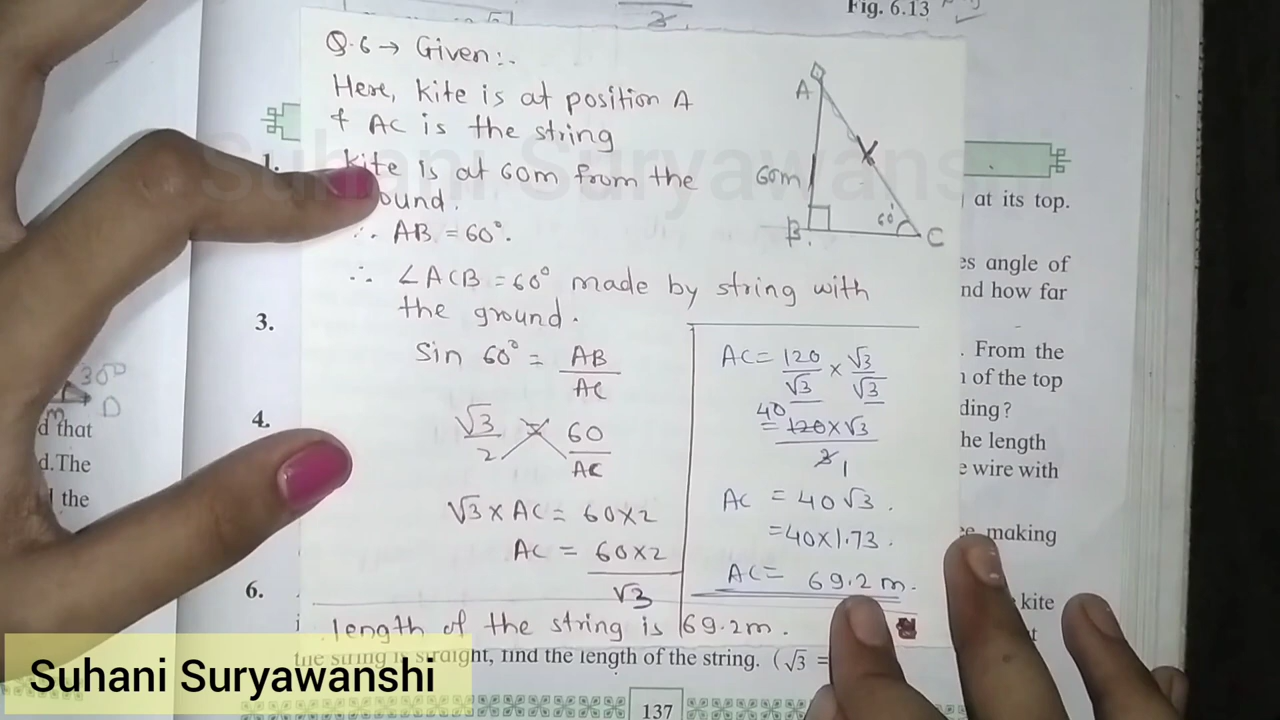 Fig. 6.13
Q.6 → Given:-
Here, kite is at position A
& AC is the string
kite is at 60m from the
ound.
∴ AB = 60°.
∴ ∠ACB = 60° made by string with
the ground.
Sin 60° = AB
AC
√3 = 60
2 AC
√3 × AC = 60×2
AC = 60×2
√3
AC = 120 × √3
√3 √3
40
= 120×√3
3 1
AC = 40√3.
= 40×1.73.
AC = 69.2 m.
length of the string is 69.2m.
A
60m
B
60°
C
Suhani Suryawanshi
1.
3.
4.
6.
at its top.
es angle of
nd how far
. From the
of the top
ding?
he length
e wire with
making
kite
30°
D
m
d that
d.The
the
the string is straight, find the length of the string. (√3 =
137
Suhani Suryawanshi